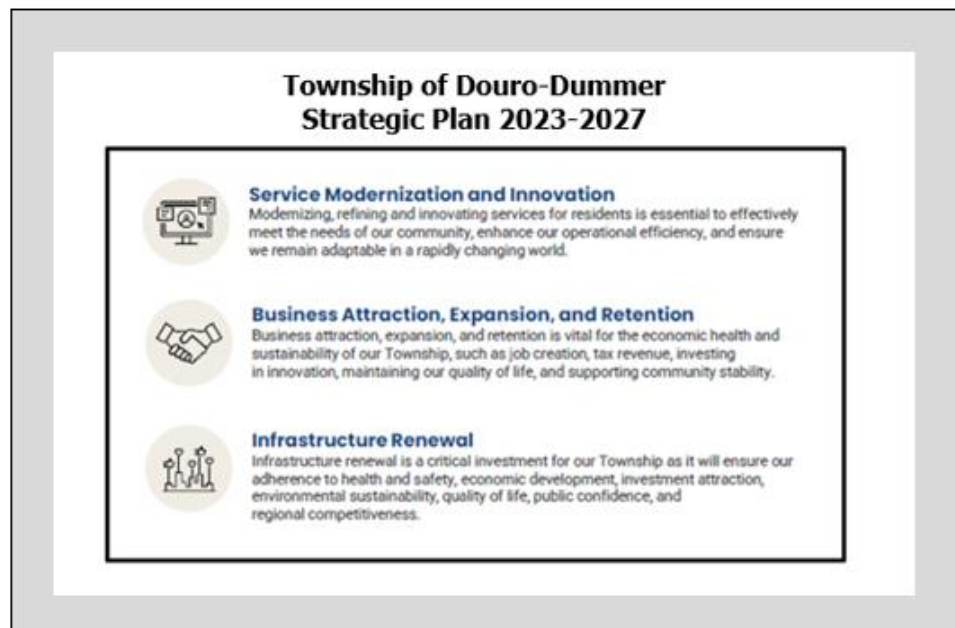 Township of Douro-Dummer
Strategic Plan 2023-2027
Service Modernization and Innovation
Modernizing, refining and innovating services for residents is essential to effectively
meet the needs of our community, enhance our operational efficiency, and ensure
we remain adaptable in a rapidly changing world.
Business Attraction, Expansion, and Retention
Business attraction, expansion, and retention is vital for the economic health and
sustainability of our Township, such as job creation, tax revenue, investing
in innovation, maintaining our quality of life, and supporting community stability.
Infrastructure Renewal
Infrastructure renewal is a critical investment for our Township as it will ensure our
adherence to health and safety, economic development, investment attraction,
environmental sustainability, quality of life, public confidence, and
regional competitiveness.